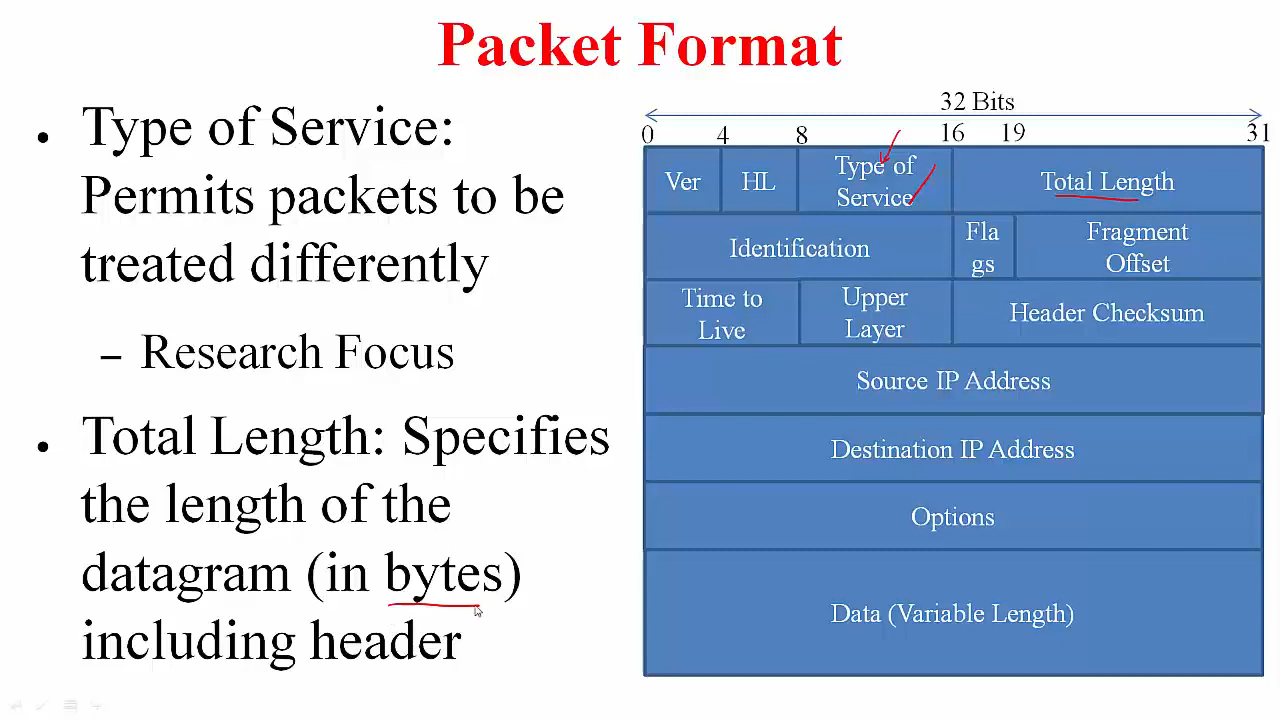 Packet Format
• Type of Service:
Permits packets to be
treated differently
– Research Focus
• Total Length: Specifies
the length of the
datagram (in bytes)
including header
32 Bits
0 4 8 16 19 31
Ver HL Type of
Service Total Length
Identification Fla
gs Fragment
Offset
Time to
Live Upper
Layer Header Checksum
Source IP Address
Destination IP Address
Options
Data (Variable Length)